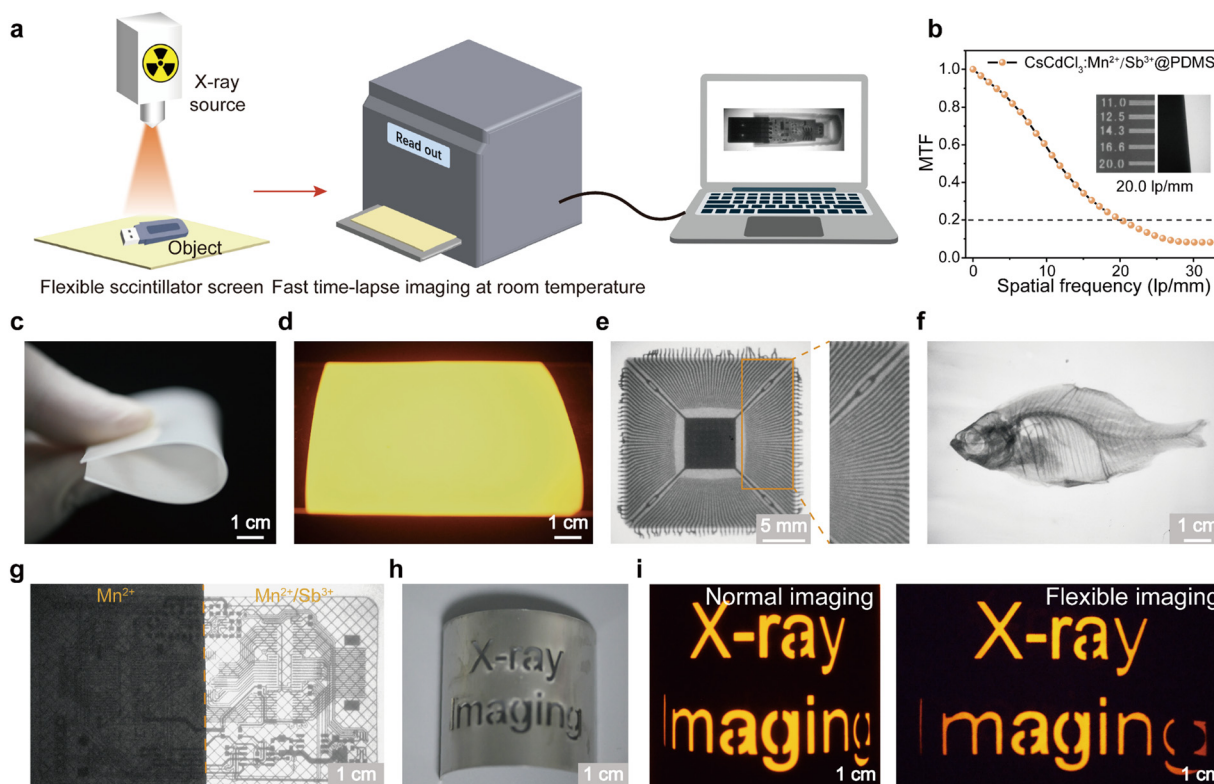 a
X-ray
source
Object
Flexible sccintillator screen
Read out
Fast time-lapse imaging at room temperature
b
CsCdCl₃:Mn²⁺/Sb³⁺@PDMS
MTF
1.0
0.8
0.6
0.4
0.2
0.0
11.0
12.5
14.3
16.6
20.0
20.0 lp/mm
0 10 20 30
Spatial frequency (lp/mm)
c
1 cm
d
1 cm
e
5 mm
f
1 cm
g
Mn²⁺
Mn²⁺/Sb³⁺
1 cm
h
X-ray
Imaging
1 cm
i
Normal imaging
X-ray
Imaging
1 cm
Flexible imaging
X-ray
Imaging
1 cm